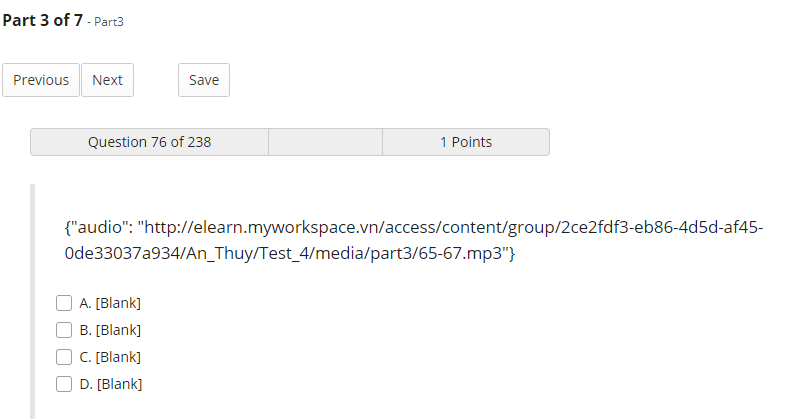 Part 3 of 7 - Part3
Previous Next Save
Question 76 of 238 1 Points
{"audio": "http://elearn.myworkspace.vn/access/content/group/2ce2fdf3-eb86-4d5d-af45-
0de33037a934/An_Thuy/Test_4/media/part3/65-67.mp3"}
A. [Blank]
B. [Blank]
C. [Blank]
D. [Blank]